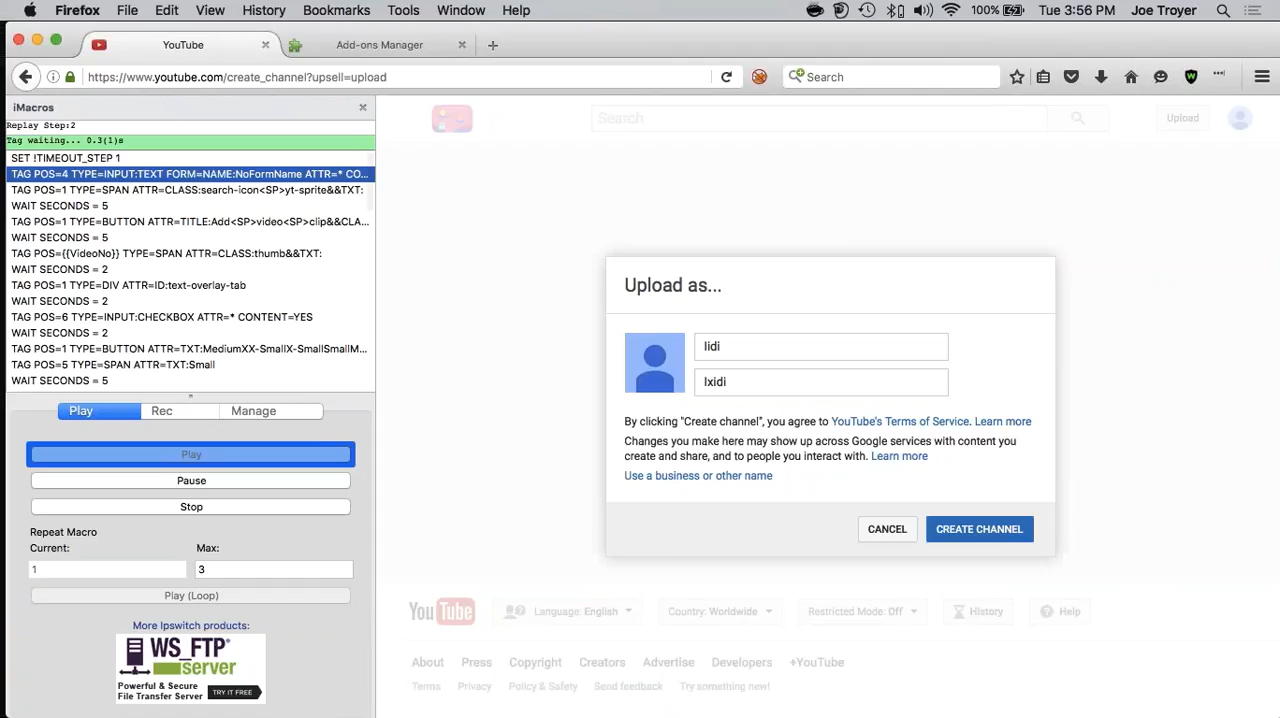 Firefox File Edit View History Bookmarks Tools Window Help 100% Tue 3:56 PM Joe Troyer
YouTube Add-ons Manager
https://www.youtube.com/create_channel?upsell=upload Search
iMacros
Replay Step:2
Tag waiting... 0.3(1)s
SET !TIMEOUT_STEP 1
TAG POS=4 TYPE=INPUT:TEXT FORM=NAME:NoFormName ATTR=* CO...
TAG POS=1 TYPE=SPAN ATTR=CLASS:search-icon<SP>yt-sprite&&TXT:
WAIT SECONDS = 5
TAG POS=1 TYPE=BUTTON ATTR=TITLE:Add<SP>video<SP>clip&&CLA...
WAIT SECONDS = 5
TAG POS={{VideoNo}} TYPE=SPAN ATTR=CLASS:thumb&&TXT:
WAIT SECONDS = 2
TAG POS=1 TYPE=DIV ATTR=ID:text-overlay-tab
WAIT SECONDS = 2
TAG POS=6 TYPE=INPUT:CHECKBOX ATTR=* CONTENT=YES
WAIT SECONDS = 2
TAG POS=1 TYPE=BUTTON ATTR=TXT:MediumXX-SmallX-SmallSmallM...
TAG POS=5 TYPE=SPAN ATTR=TXT:Small
WAIT SECONDS = 5
Play Rec Manage
Play
Pause
Stop
Repeat Macro
Current: Max:
1 3
Play (Loop)
More Ipswitch products:
WS_FTP
server
Powerful & Secure
File Transfer Server TRY IT FREE
Search Upload
Upload as...
Iidi
Ixidi
By clicking "Create channel", you agree to YouTube's Terms of Service. Learn more
Changes you make here may show up across Google services with content you
create and share, and to people you interact with. Learn more
Use a business or other name
CANCEL CREATE CHANNEL
YouTube Language: English Country: Worldwide Restricted Mode: Off History Help
About Press Copyright Creators Advertise Developers +YouTube
Terms Privacy Policy & Safety Send feedback Try something new!